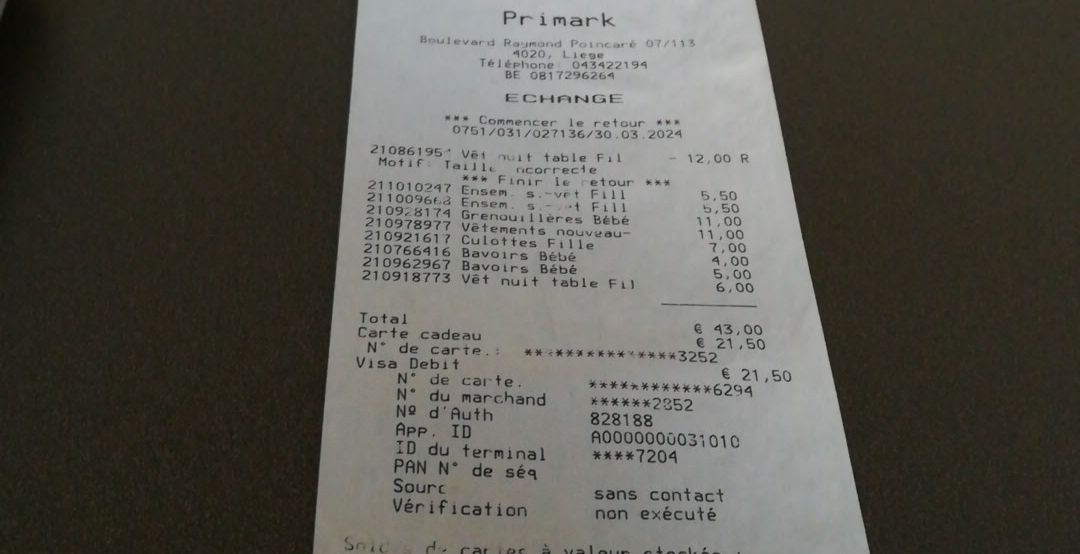 Primark
Boulevard Raymond Poincaré 07/113
4020, Liege
Téléphone: 043422194
BE 0817296264
ECHANGE
*** Commencer le retour ***
0751/031/027136/30.03.2024
21086195 Vêt nuit table Fil - 12,00 R
Motif: Taille ncorrecte
*** Finir le retour ***
211010247 Ensem. s.-vêt Fill 5,50
211009668 Ensem. s.- t Fill 5,50
210928174 Grenouillères Bébé 11,00
210978977 Vêtements nouveau- 11,00
210921617 Culottes Fille 7,00
210766416 Bavoirs Bébé 4,00
210962967 Bavoirs Bébé 5,00
210918773 Vêt nuit table Fil 6,00
Total € 43,00
Carte cadeau € 21,50
N° de carte.: ****************3252
Visa Debit € 21,50
N° de carte. ************6294
N° du marchand ******2852
Nº d'Auth 828188
App. ID A0000000031010
ID du terminal ****7204
PAN N° de séq
Sourc sans contact
Vérification non exécuté
de cartes à valeur